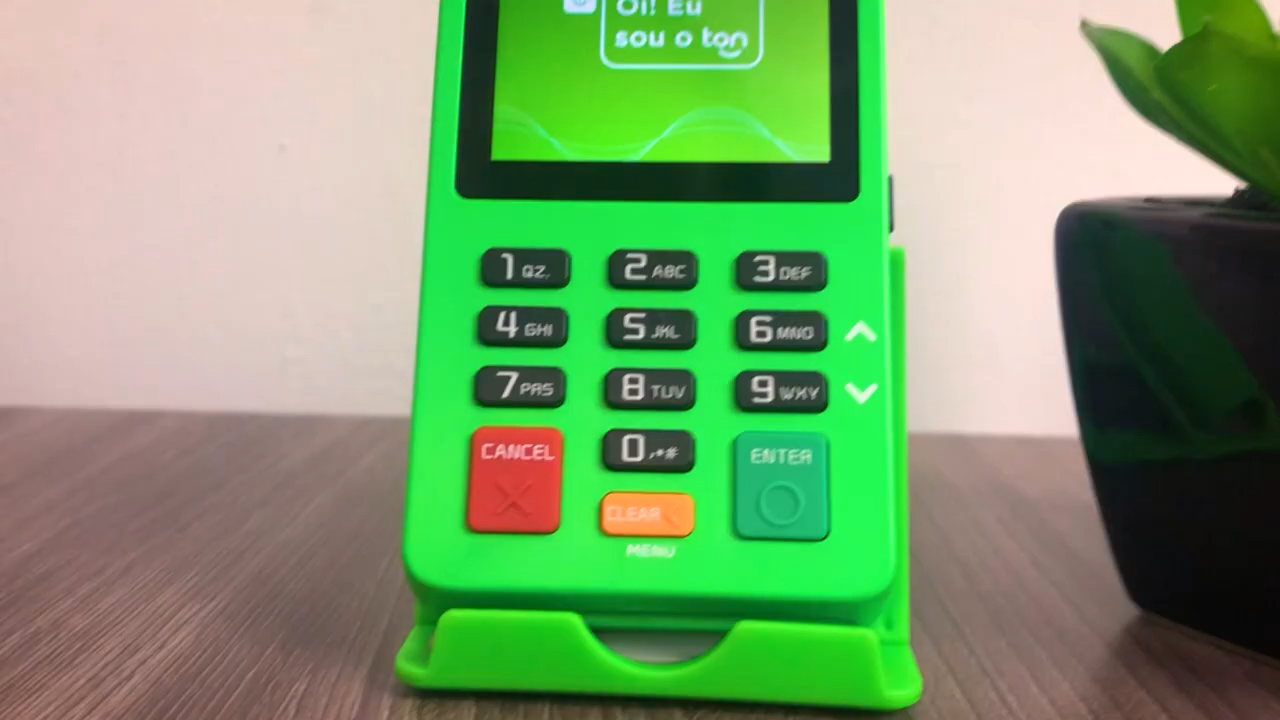 Oi! Eu
sou o ton
1 QZ.
2 ABC
3 DEF
4 GHI
5 JKL
6 MNO
7 PRS
8 TUV
9 WXY
CANCEL
0 ,*#
ENTER
CLEAR
MENU